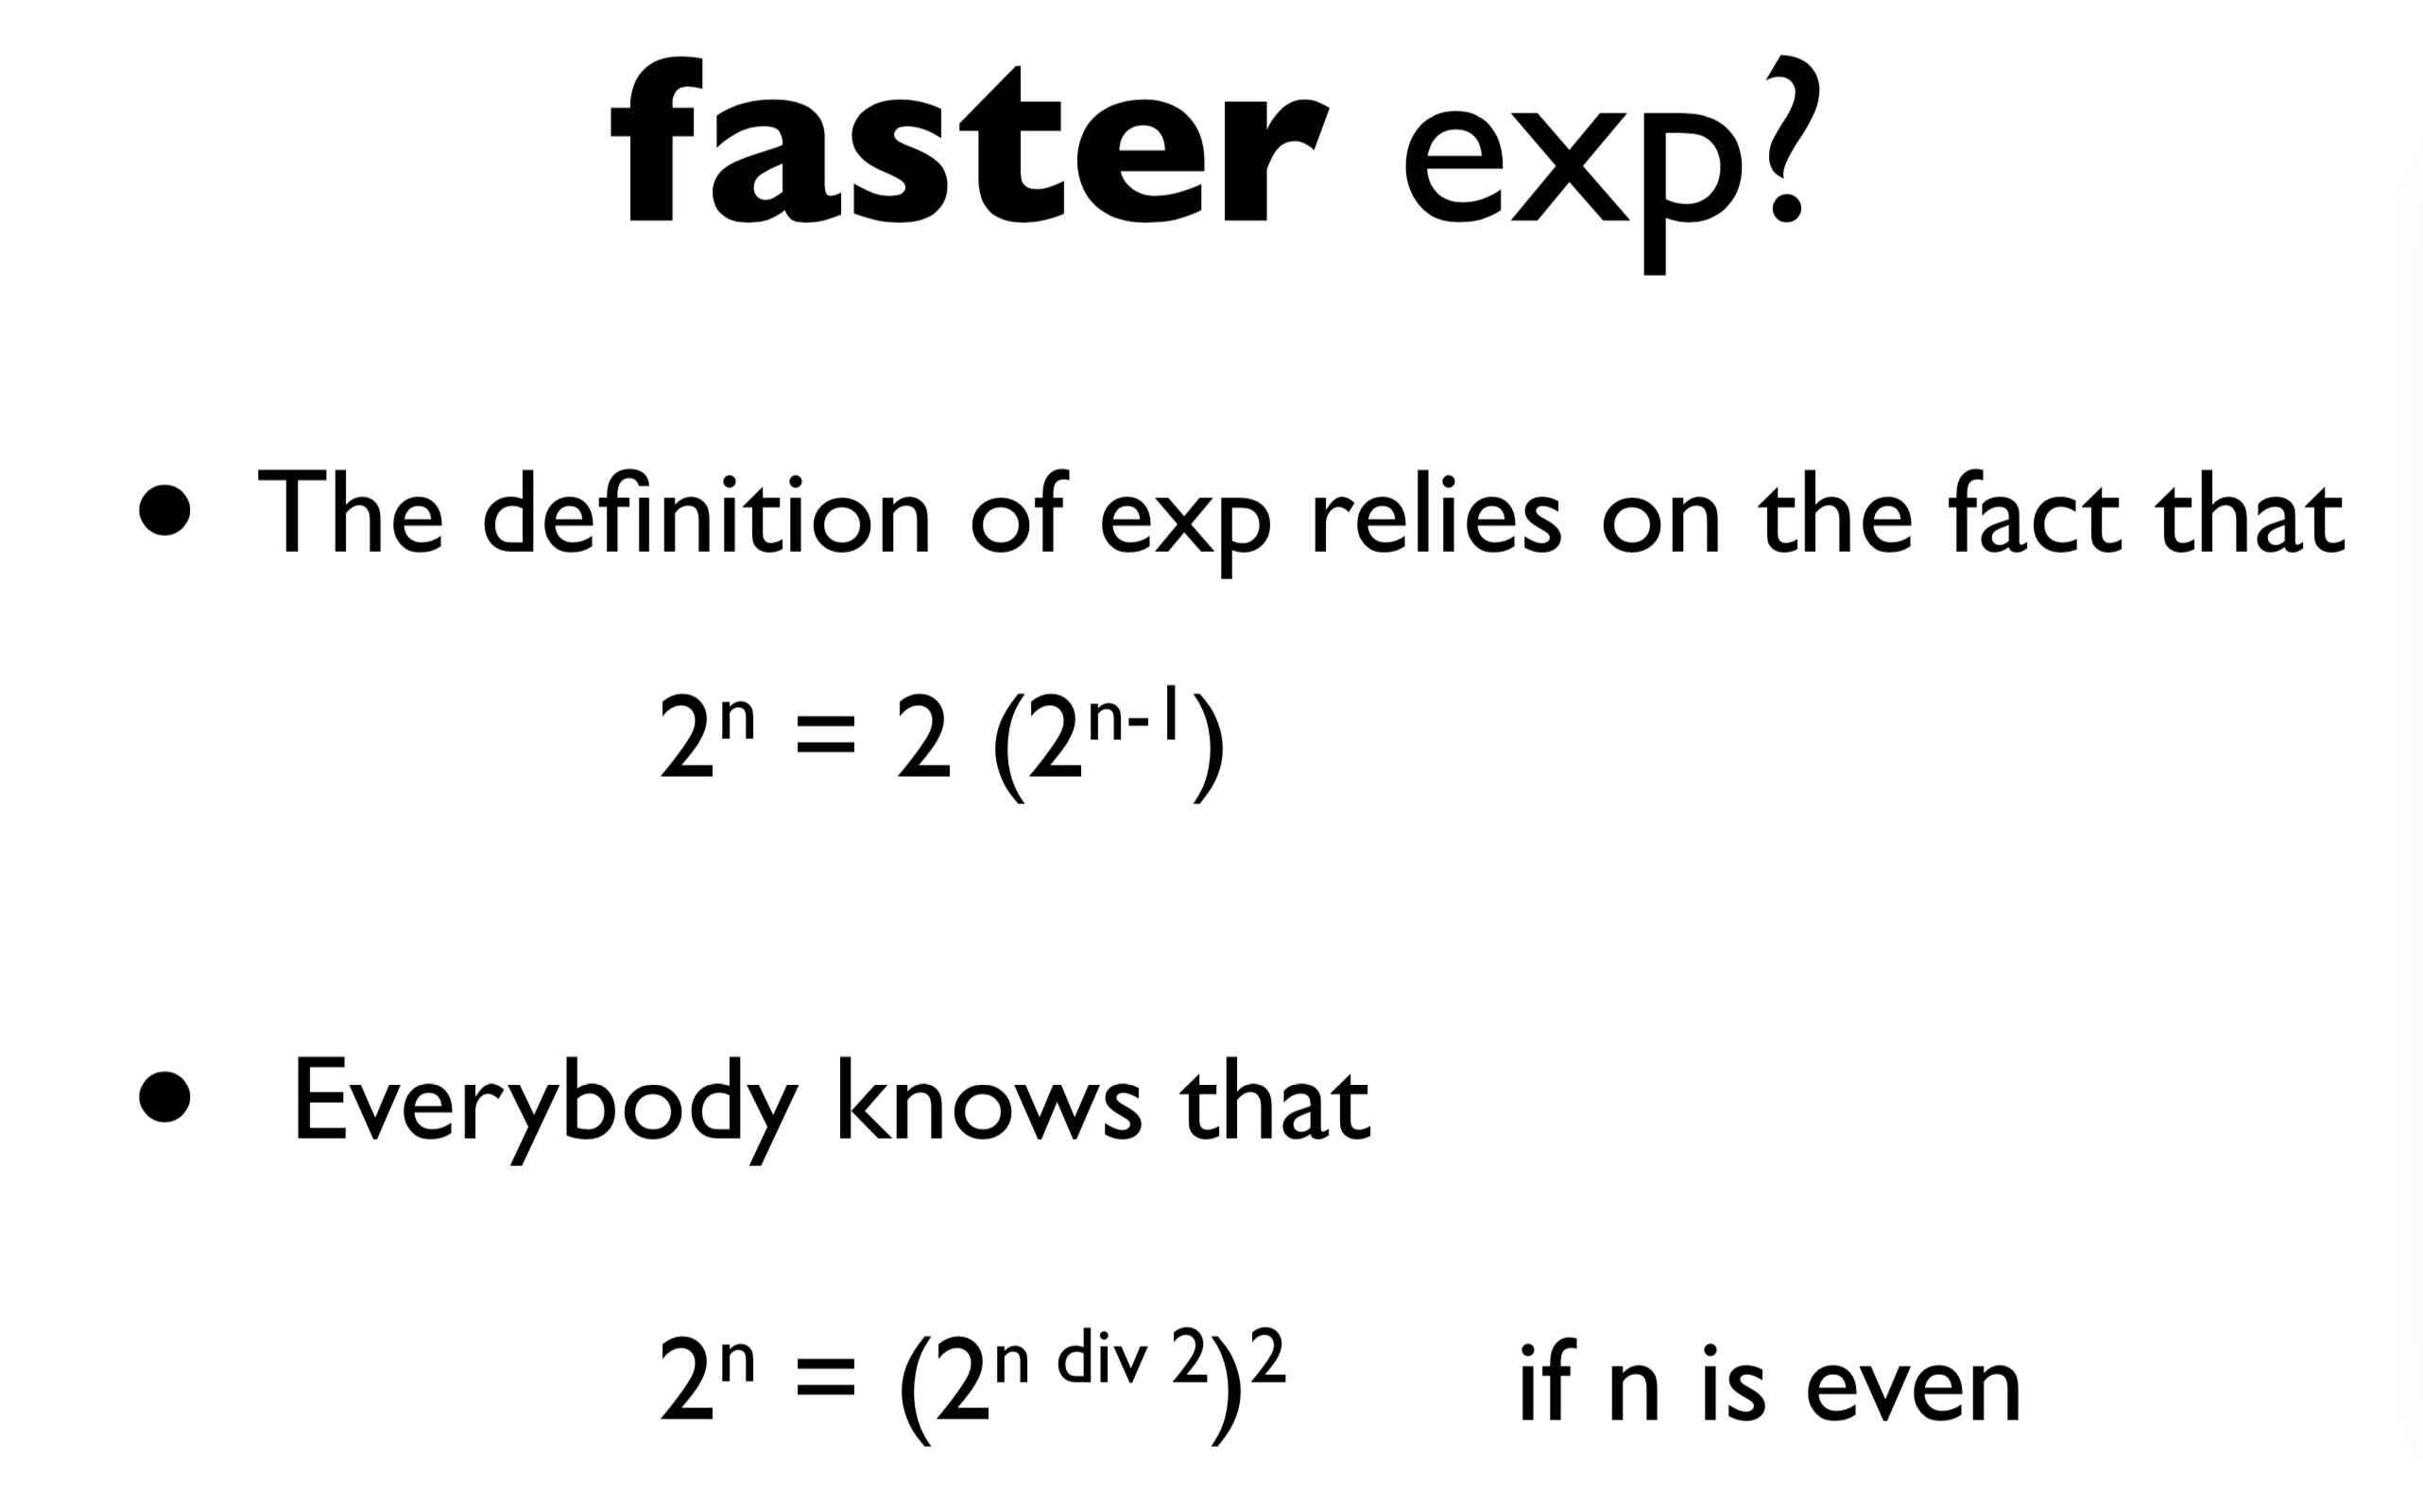 faster exp?
• The definition of exp relies on the fact that
2ⁿ = 2 (2ⁿ⁻¹)
• Everybody knows that
2ⁿ = (2ⁿ ᵈⁱᵛ ²)² if n is even